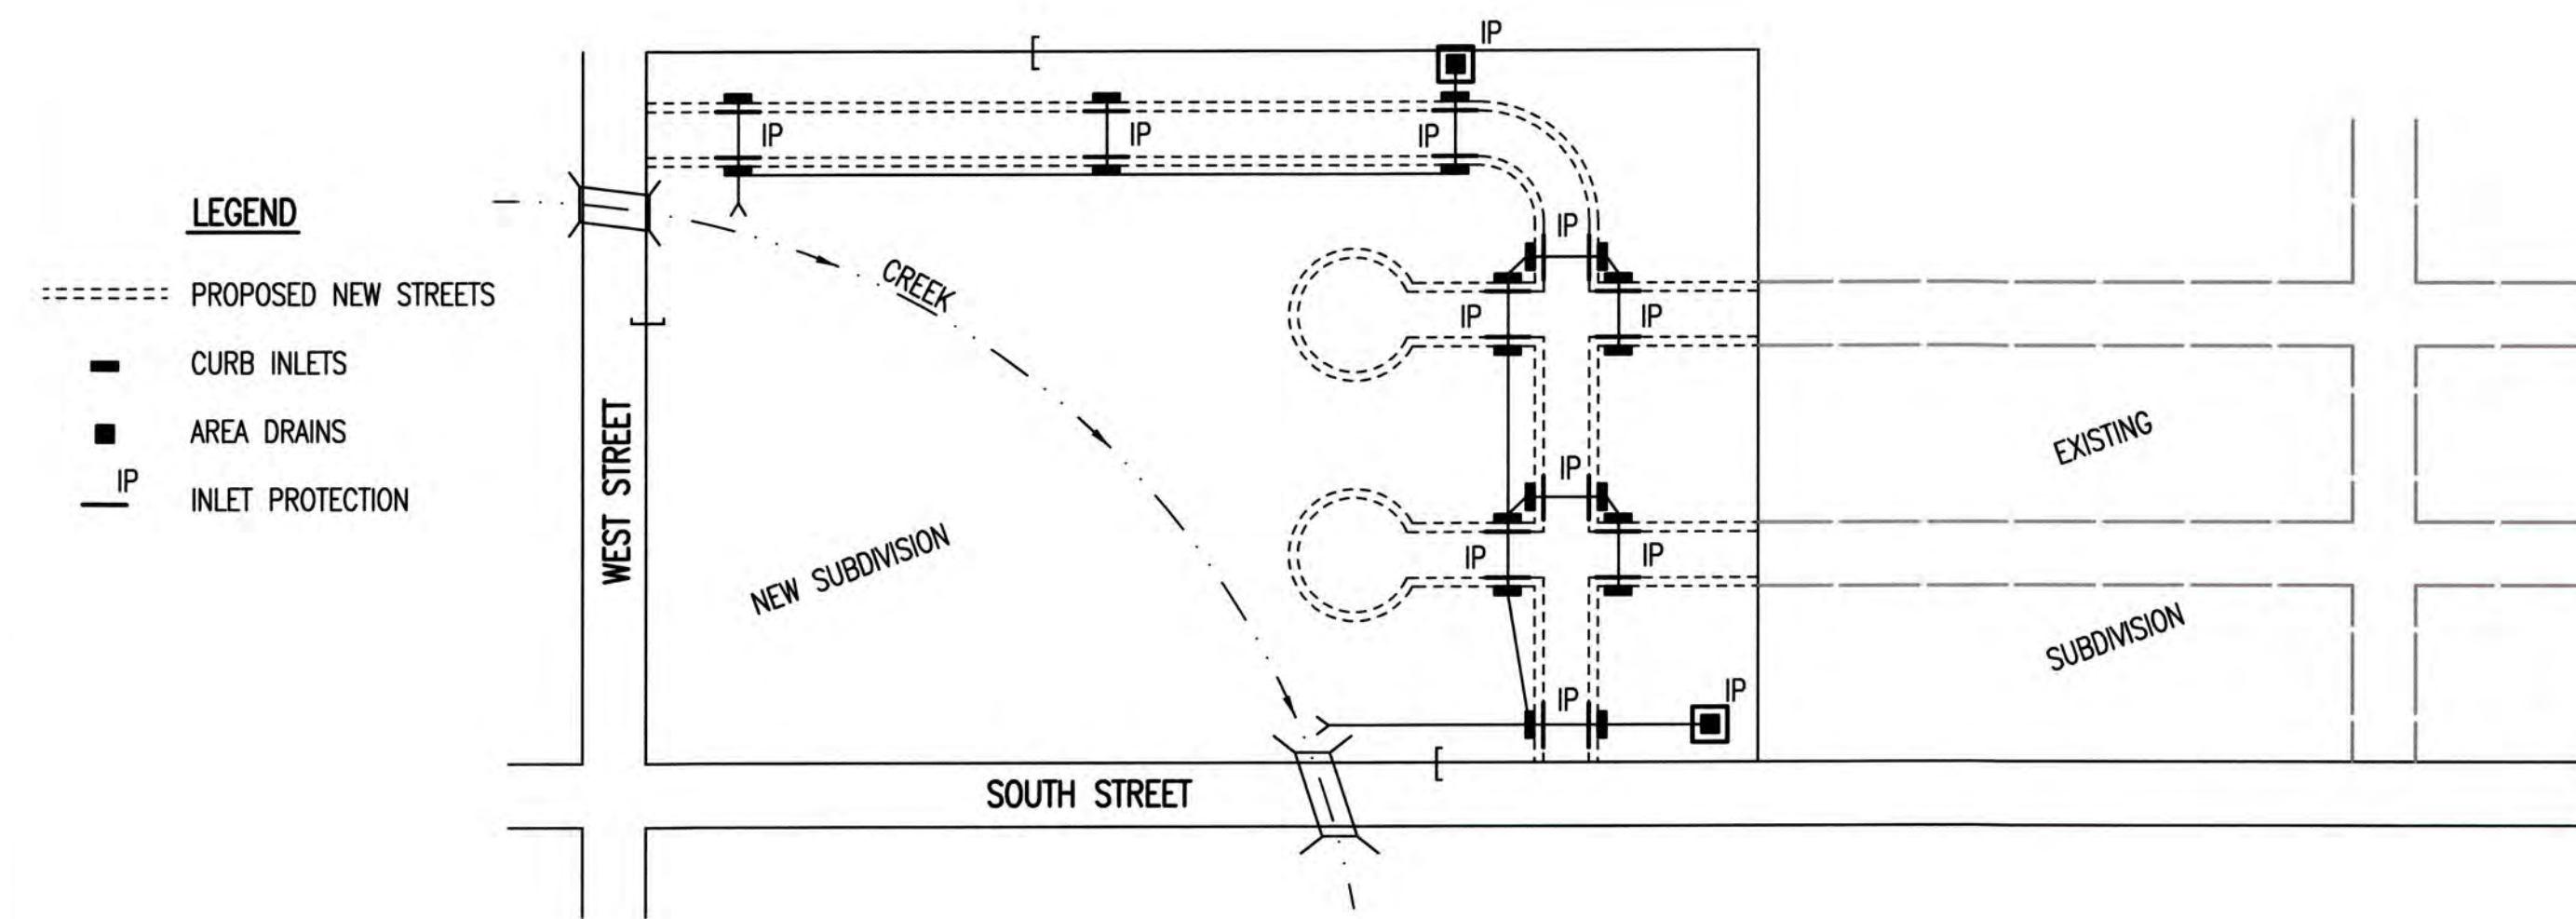 LEGEND
PROPOSED NEW STREETS
CURB INLETS
AREA DRAINS
IP
INLET PROTECTION
IP
IP
IP
IP
IP
CREEK
IP
IP
WEST STREET
EXISTING
IP
NEW SUBDIVISION
IP
IP
SUBDIVISION
IP
IP
SOUTH STREET